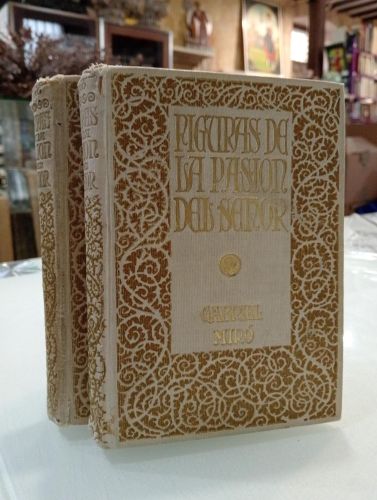 FIGURAS DE
LA PASION
DEL SEÑOR
GABRIEL
MIRÓ